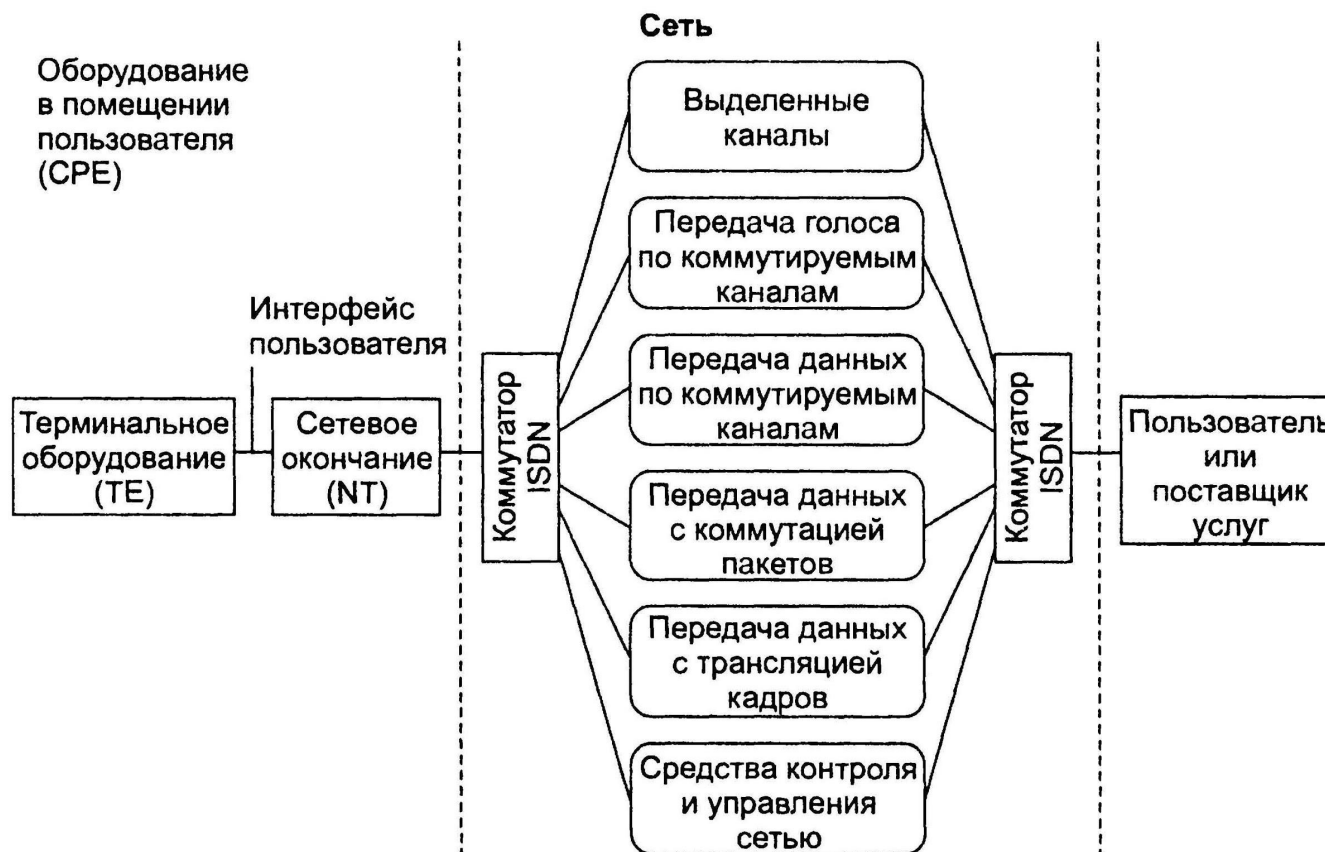 Сеть
Оборудование
в помещении
пользователя
(CPE)
Интерфейс
пользователя
Терминальное
оборудование
(TE)
Сетевое
окончание
(NT)
Коммутатор
ISDN
Выделенные
каналы
Передача голоса
по коммутируемым
каналам
Передача данных
по коммутируемым
каналам
Передача данных
с коммутацией
пакетов
Передача данных
с трансляцией
кадров
Средства контроля
и управления
сетью
Коммутатор
ISDN
Пользователь
или
поставщик
услуг